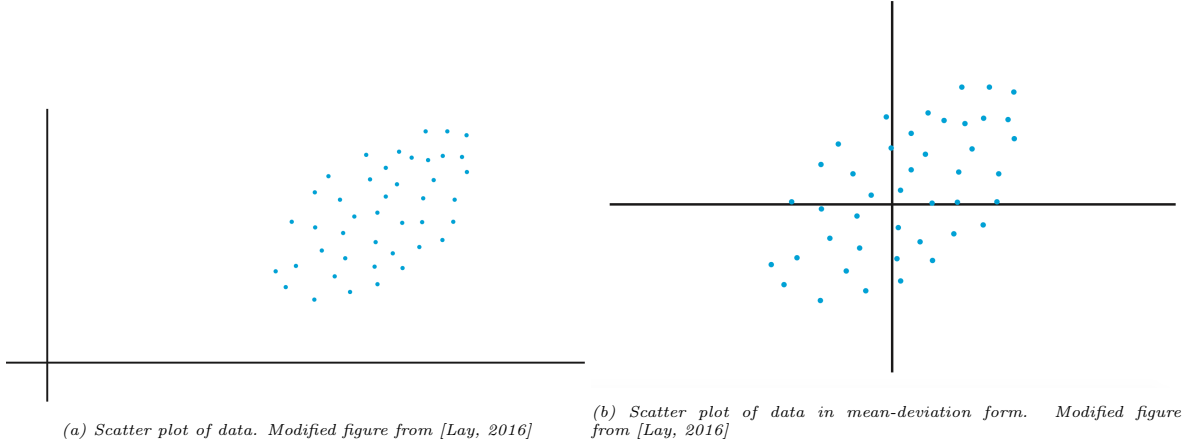 (a) Scatter plot of data. Modified figure from [Lay, 2016]
(b) Scatter plot of data in mean-deviation form. Modified figure
from [Lay, 2016]